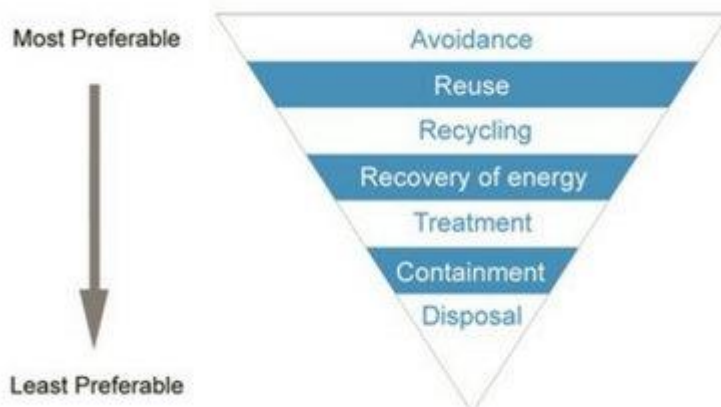 Most Preferable
Avoidance
Reuse
Recycling
Recovery of energy
Treatment
Containment
Disposal
Least Preferable